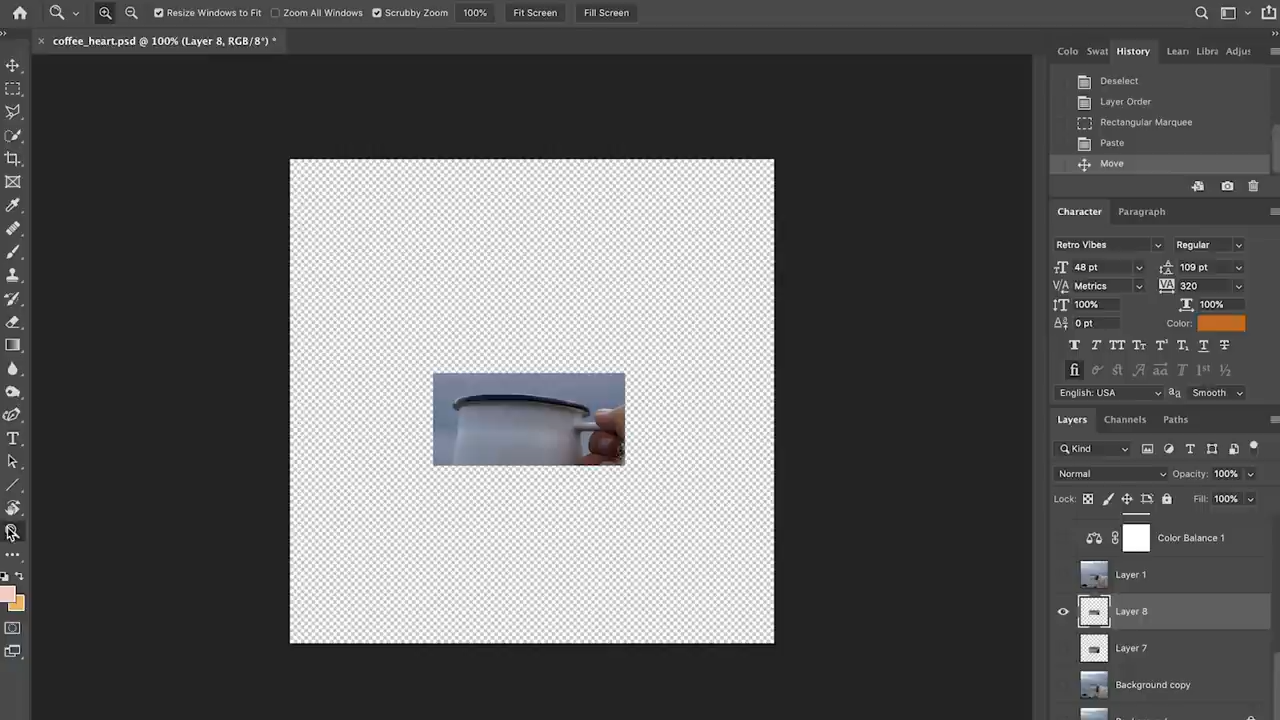 Resize Windows to Fit Zoom All Windows Scrubby Zoom 100% Fit Screen Fill Screen
coffee_heart.psd @ 100% (Layer 8, RGB/8*) *
Colo Swat History Learn Libra Adjus
Deselect
Layer Order
Rectangular Marquee
Paste
Move
Character Paragraph
Retro Vibes Regular
48 pt 109 pt
Metrics 320
100% 100%
0 pt Color:
English: USA Smooth
Layers Channels Paths
Kind
Normal Opacity: 100%
Lock: Fill: 100%
Color Balance 1
Layer 1
Layer 8
Layer 7
Background copy